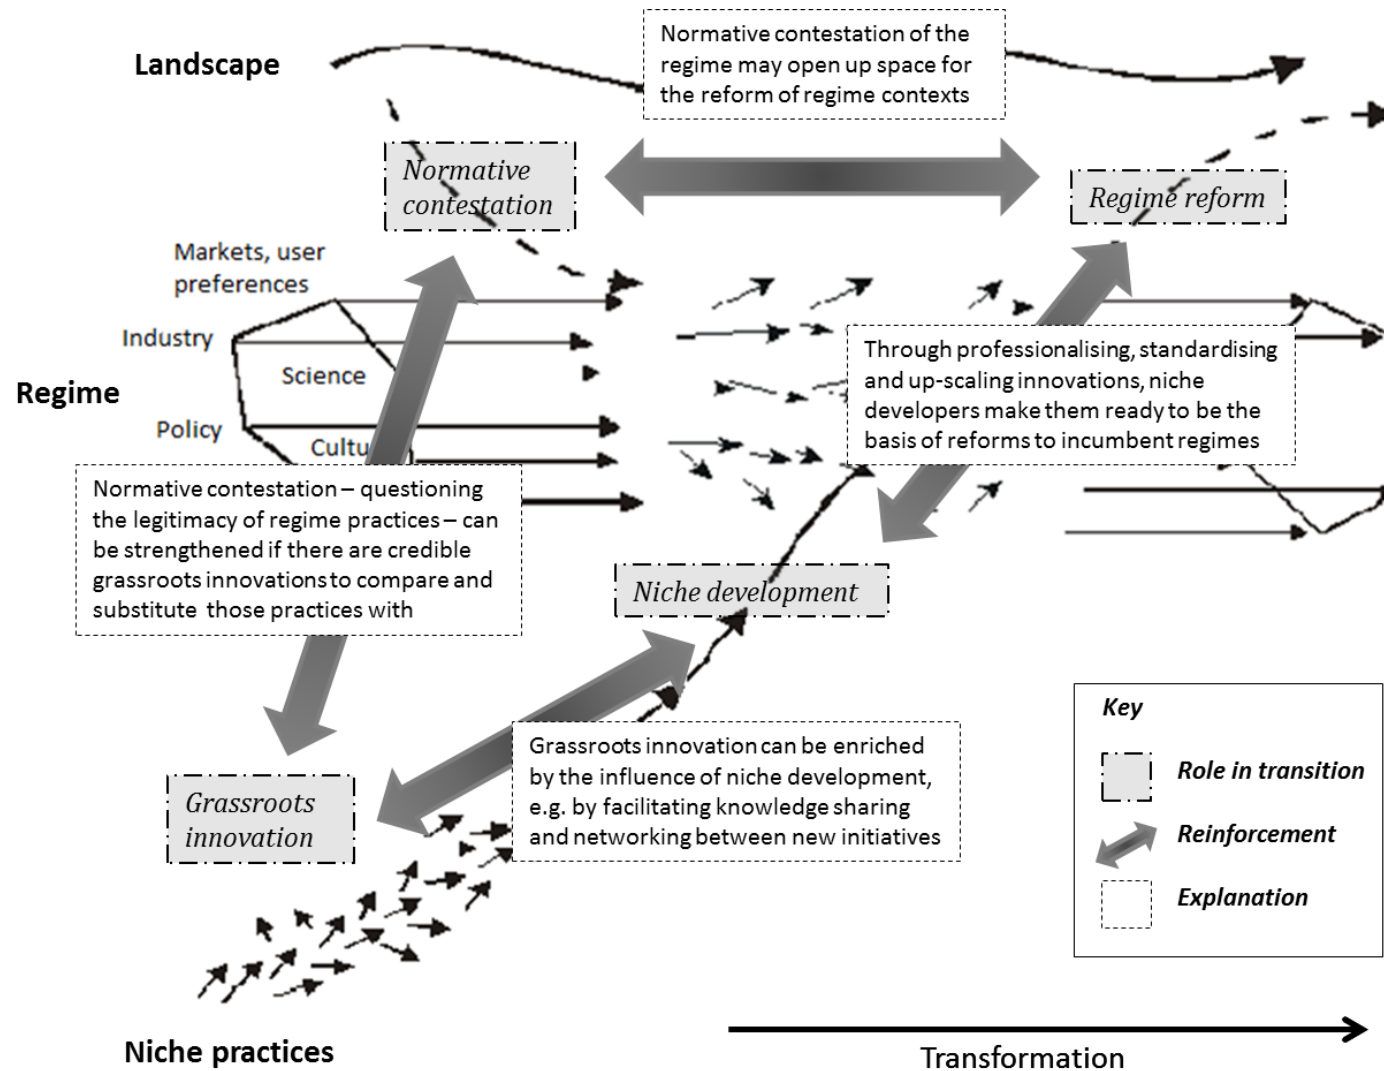 Landscape
Normative contestation of the
regime may open up space for
the reform of regime contexts
Normative
contestation
Regime reform
Markets, user
preferences
Industry
Science
Regime
Policy
Cultu
Through professionalising, standardising
and up-scaling innovations, niche
developers make them ready to be the
basis of reforms to incumbent regimes
Normative contestation – questioning
the legitimacy of regime practices – can
be strengthened if there are credible
grassroots innovations to compare and
substitute those practices with
Niche development
Grassroots
innovation
Grassroots innovation can be enriched
by the influence of niche development,
e.g. by facilitating knowledge sharing
and networking between new initiatives
Key
Role in transition
Reinforcement
Explanation
Niche practices
Transformation